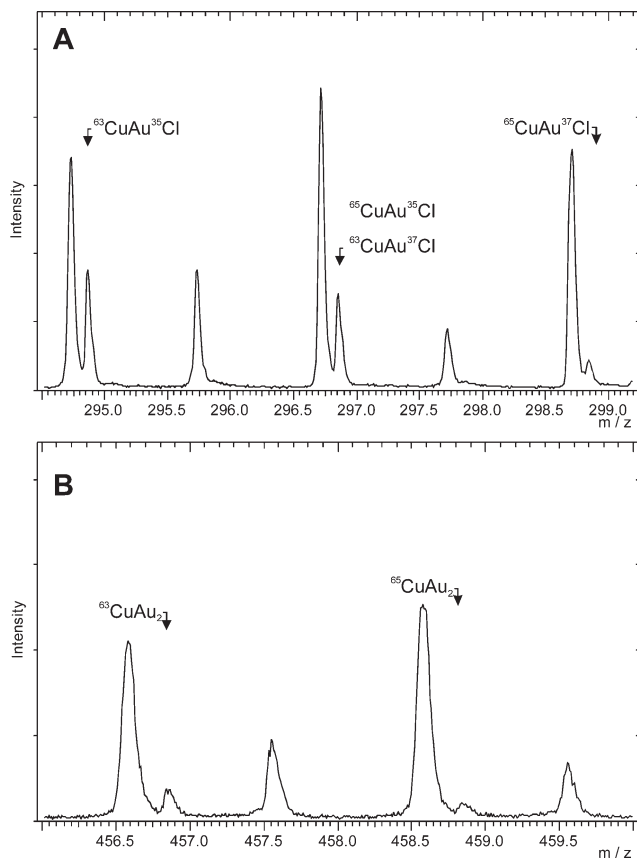 A
⁶³CuAu³⁵Cl
⁶⁵CuAu³⁷Cl
⁶⁵CuAu³⁵Cl
⁶³CuAu³⁷Cl
Intensity
295.0 295.5 296.0 296.5 297.0 297.5 298.0 298.5 299.0
m / z
B
⁶³CuAu₂
⁶⁵CuAu₂
Intensity
456.5 457.0 457.5 458.0 458.5 459.0 459.5
m / z